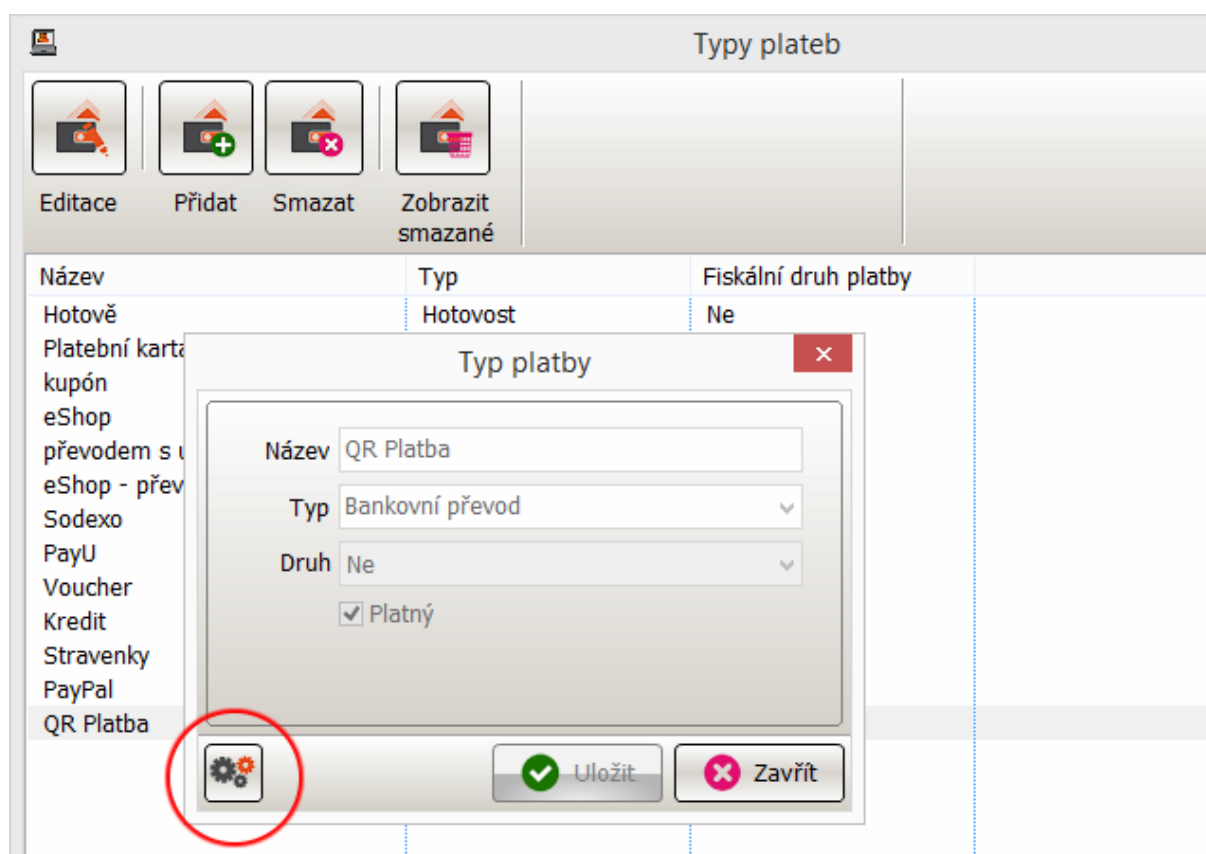 Typy plateb
Editace Přidat Smazat Zobrazit smazané
Název Typ Fiskální druh platby
Hotově Hotovost Ne
Platební karta
kupón
eShop
převodem s u
eShop - přev
Sodexo
PayU
Voucher
Kredit
Stravenky
PayPal
QR Platba
Typ platby
Název QR Platba
Typ Bankovní převod
Druh Ne
Platný
Uložit Zavřít